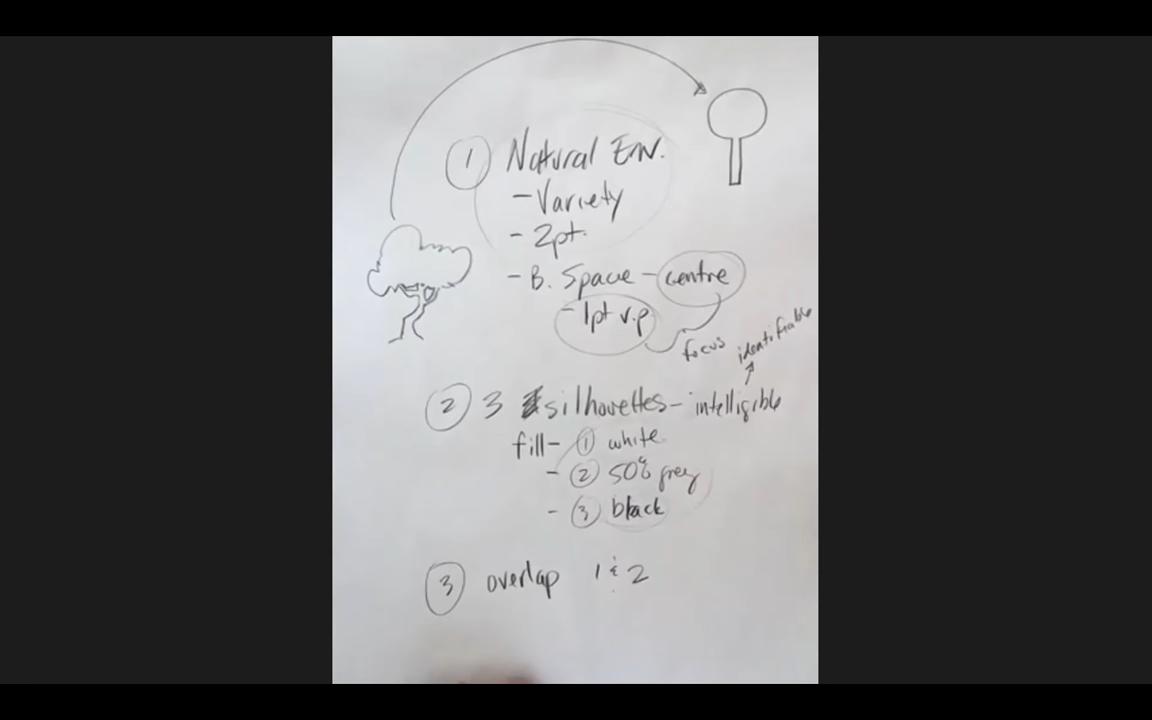 ① Natural Env.
- Variety
- 2pt.
- B. Space - centre
- 1pt v.p.
focus
identifiable
② 3 silhouettes - intelligible
fill - ① white
- ② 50% grey
- ③ black
③ overlap 1 & 2